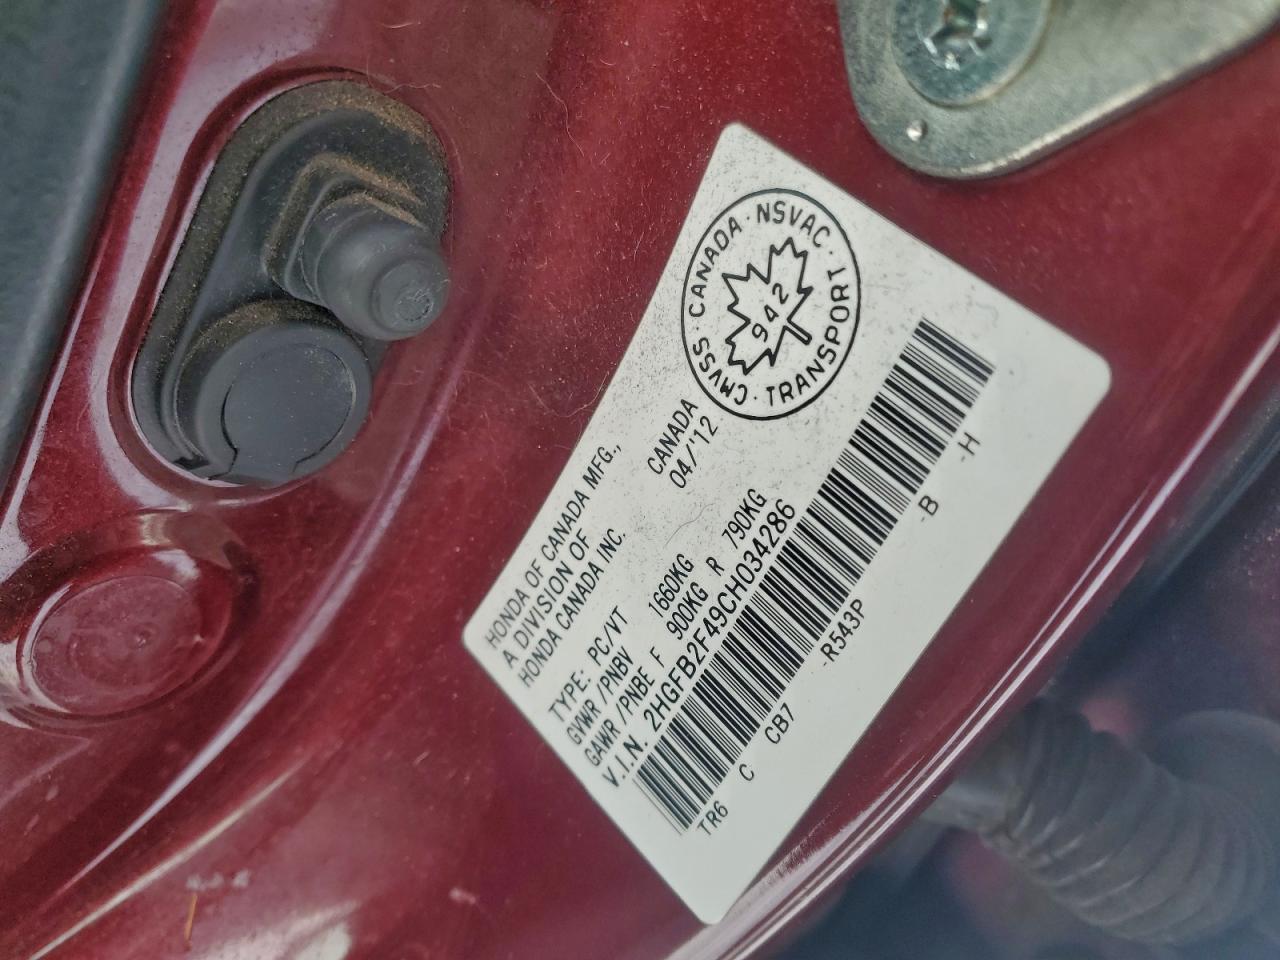 CMVSS · CANADA · NSVAC · TRANSPORT ·
942
HONDA OF CANADA MFG.,
A DIVISION OF
HONDA CANADA INC.
CANADA
04/'12
TYPE: PC/VT
GVWR/PNBV 1660KG
GAWR/PNBE F 900KG R 790KG
V.I.N. 2HGFB2F49CH034286
TR6 C CB7 -R543P -B -H